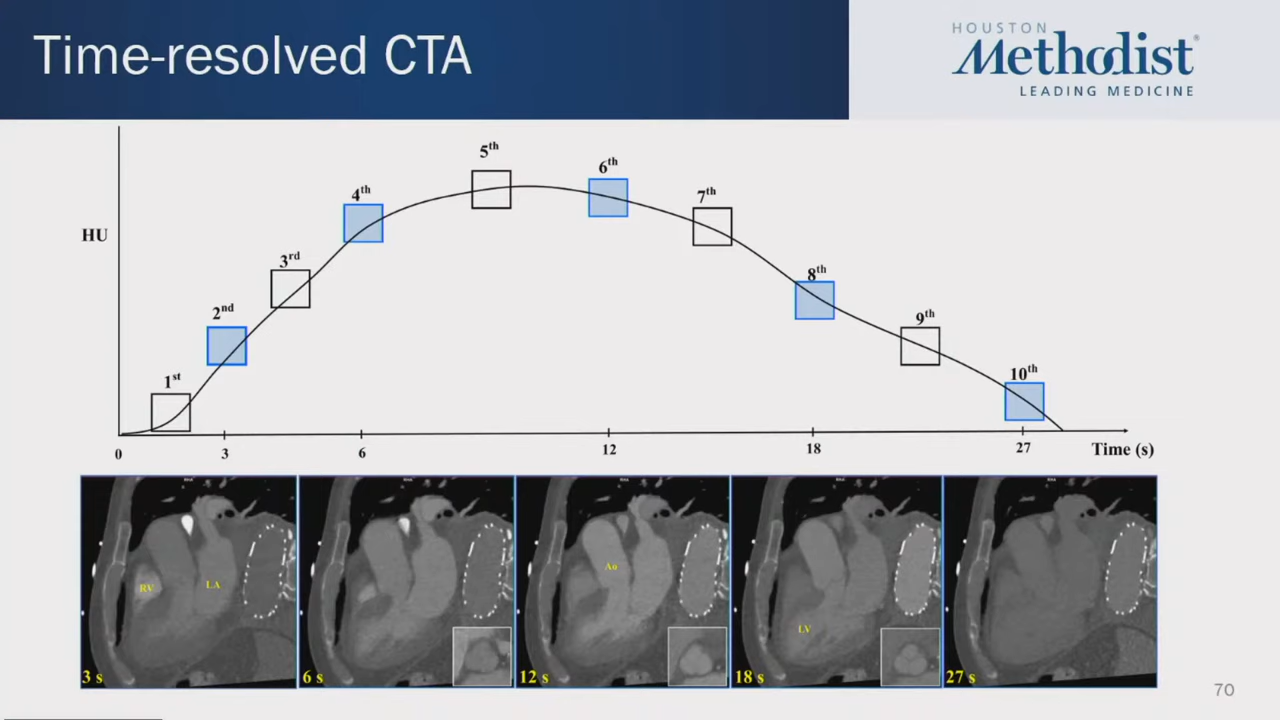 Time-resolved CTA
HOUSTON
Methodist®
LEADING MEDICINE
5th
6th
4th
7th
HU
3rd
8th
2nd
9th
10th
1st
0 3 6 12 18 27 Time (s)
RV LA Ao LV
3 s 6 s 12 s 18 s 27 s
70